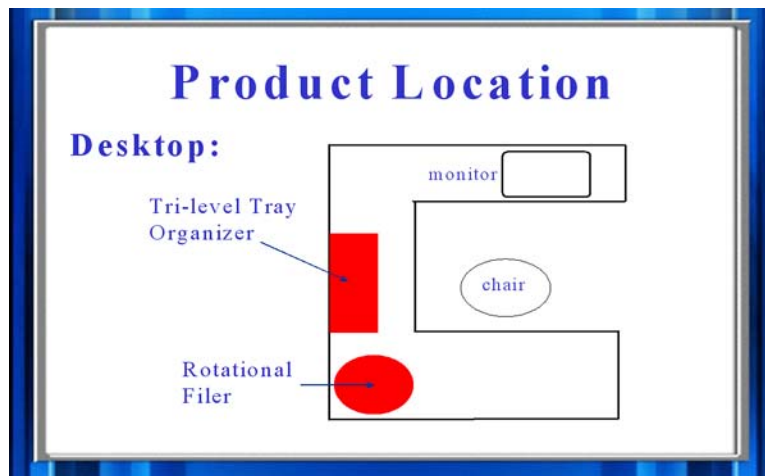 Product Location
Desktop:
monitor
Tri-level Tray
Organizer
chair
Rotational
Filer